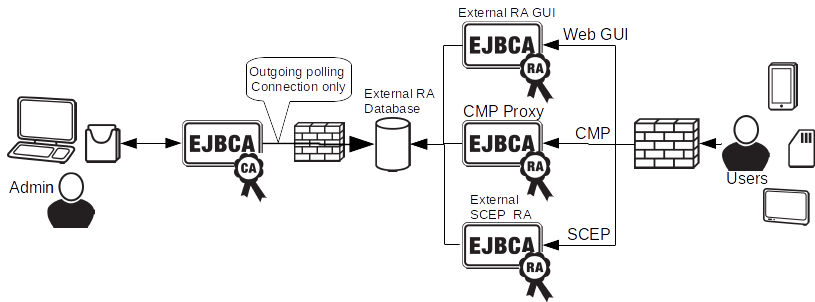 External RA GUI
EJBCA
RA
Web GUI
Outgoing polling
Connection only
External RA
Database
CMP Proxy
EJBCA
RA
CMP
EJBCA
CA
Admin
Users
External
SCEP RA
EJBCA
RA
SCEP